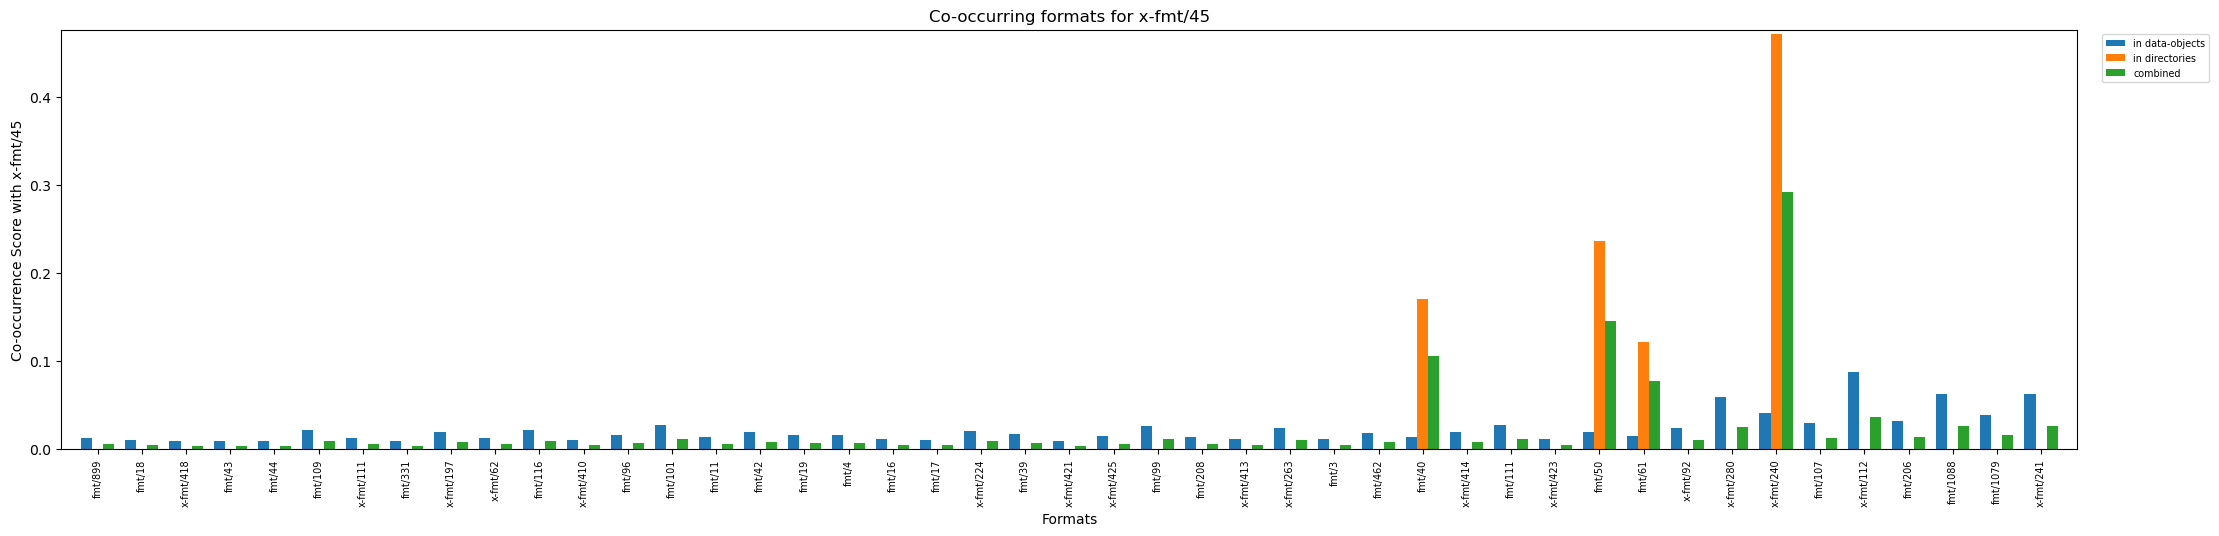 Co-occurring formats for x-fmt/45
Co-occurrence Score with x-fmt/45
0.4
0.3
0.2
0.1
0.0
fmt/899
fmt/18
x-fmt/418
fmt/43
fmt/44
fmt/109
x-fmt/111
fmt/331
x-fmt/197
x-fmt/62
fmt/116
x-fmt/410
fmt/96
fmt/101
fmt/11
fmt/42
fmt/19
fmt/4
fmt/16
fmt/17
x-fmt/224
fmt/39
x-fmt/421
x-fmt/425
fmt/99
fmt/208
x-fmt/413
x-fmt/263
fmt/3
fmt/462
fmt/40
x-fmt/414
fmt/111
x-fmt/423
fmt/50
fmt/61
x-fmt/92
x-fmt/280
x-fmt/240
fmt/107
x-fmt/112
fmt/206
fmt/1088
fmt/1079
x-fmt/241
Formats
in data-objects
in directories
combined